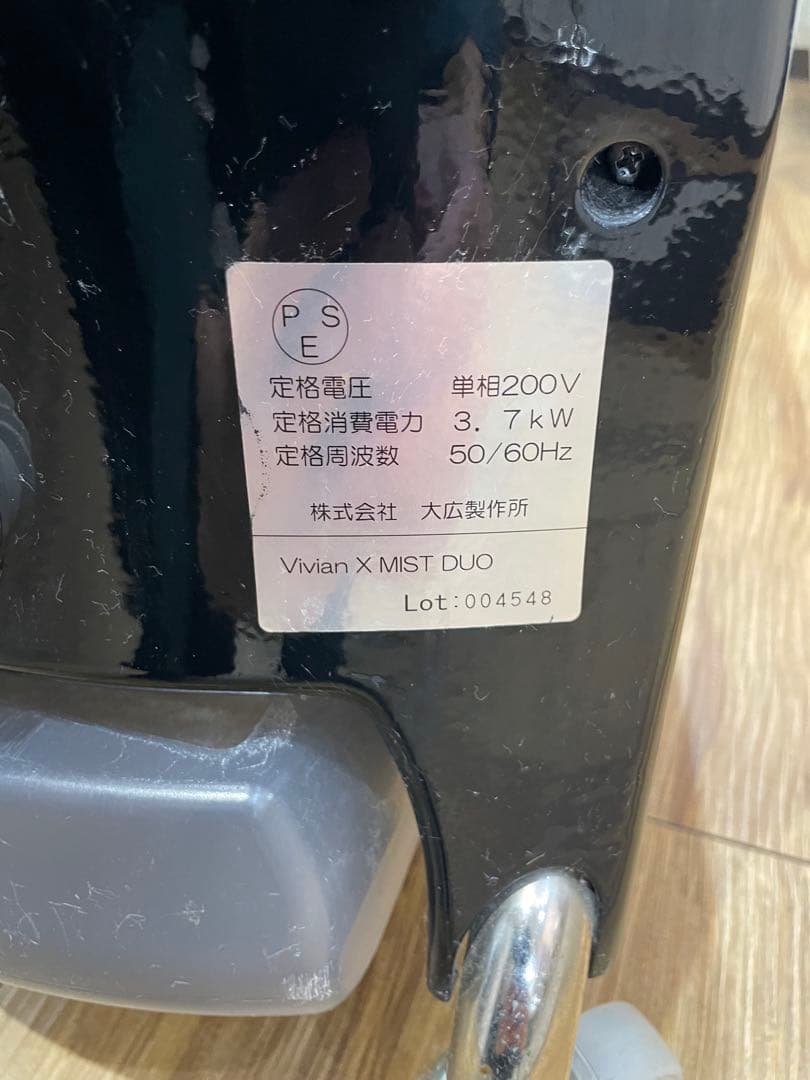 PSE
定格電圧 単相200V
定格消費電力 3.7kW
定格周波数 50/60Hz
株式会社 大広製作所
Vivian X MIST DUO
Lot:004548